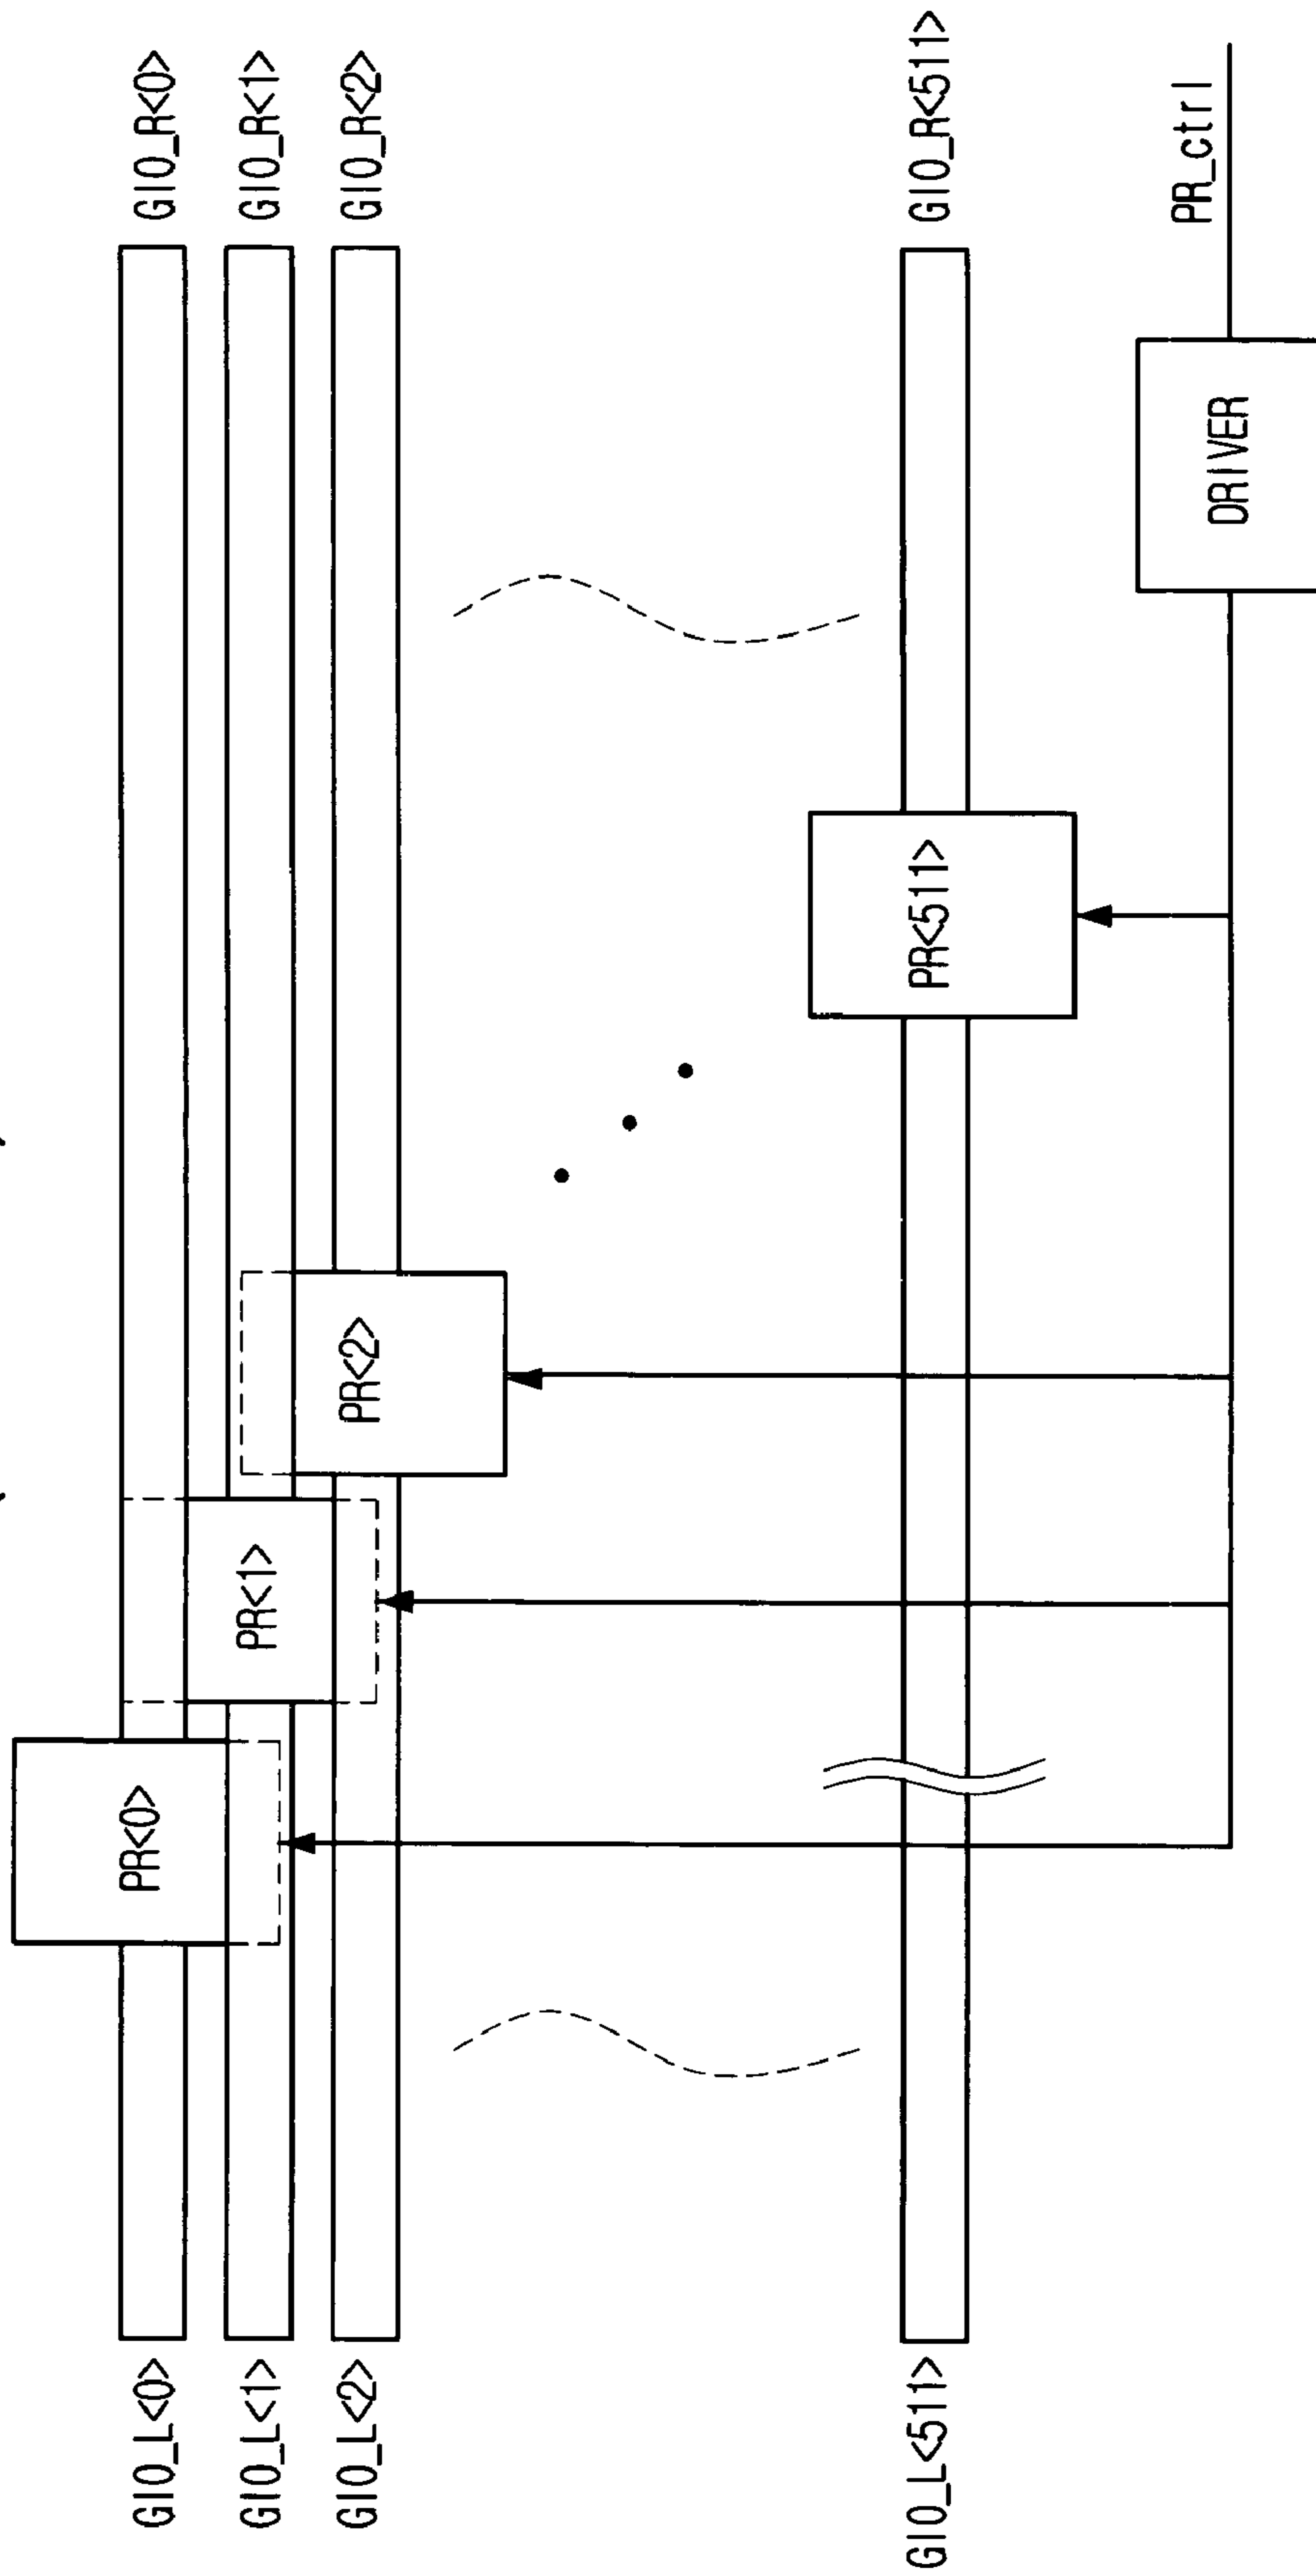 GIO_L<0>
PR<0>
GIO_R<0>
GIO_L<1>
PR<1>
GIO_R<1>
GIO_L<2>
PR<2>
GIO_R<2>
GIO_L<511>
PR<511>
GIO_R<511>
DRIVER
PR_ctrl